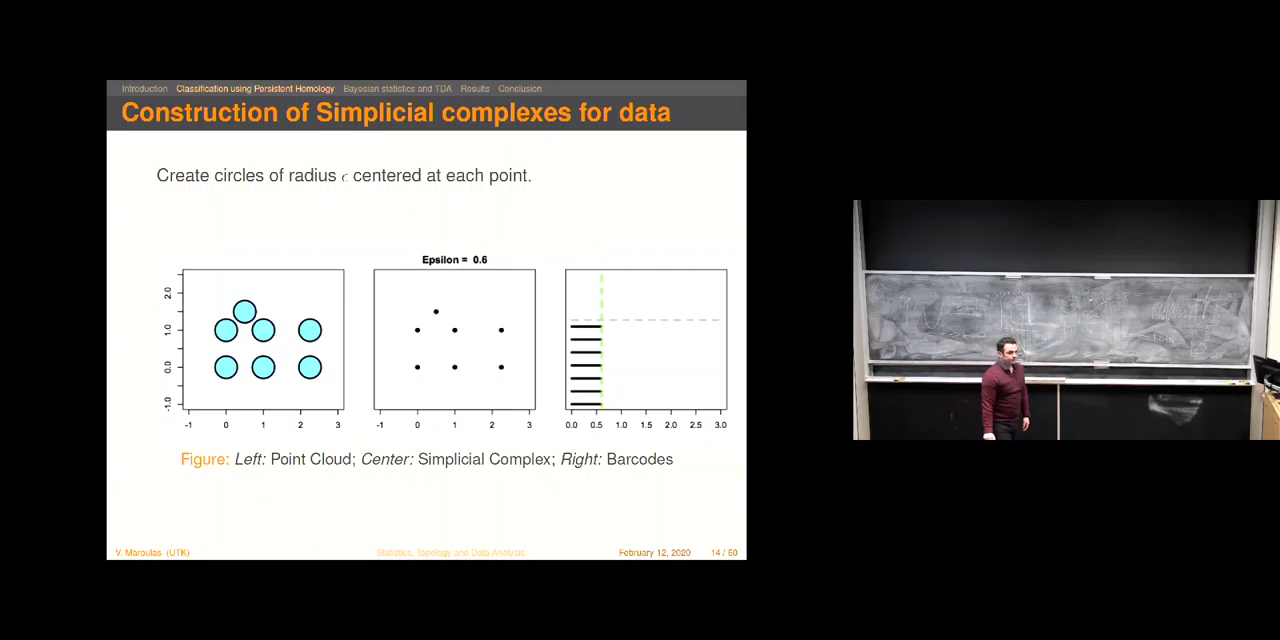 Introduction Classification using Persistent Homology Bayesian statistics and TDA Results Conclusion
Construction of Simplicial complexes for data
Create circles of radius ϵ centered at each point.
Epsilon = 0.6
2.0
1.0
0.0
-1.0
-1 0 1 2 3
-1 0 1 2 3
0.0 0.5 1.0 1.5 2.0 2.5 3.0
Figure: Left: Point Cloud; Center: Simplicial Complex; Right: Barcodes
V. Maroulas (UTK) Statistics, Topology and Data Analysis February 12, 2020 14 / 50